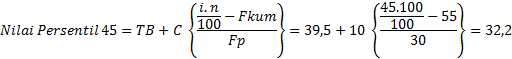 Nilai Persentil 45 = TB + C { (i.n/100 − Fkum) / Fp } = 39,5 + 10 { (45.100/100 − 55) / 30 } = 32,2